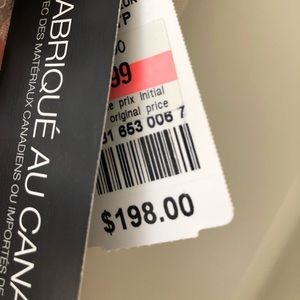 FABRIQUÉ AU CANA
EC DES MATÉRIAUX CANADIENS OU IMPORTÉS DE
P
99
prix initial
original price
31 653 006 7
$198.00